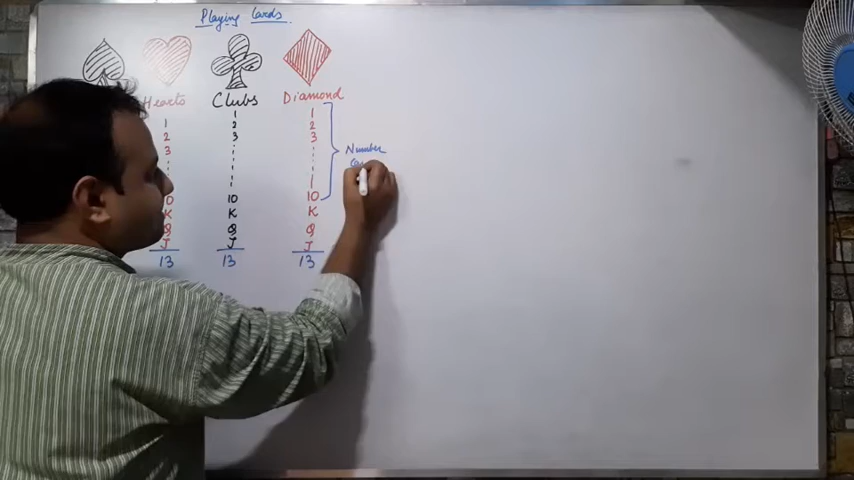 Playing Cards
Hearts Clubs Diamond
1 1 1
2 2 2
3 3 3
10 10
K K K
Q Q Q
J J J
13 13 13
Number
Ca